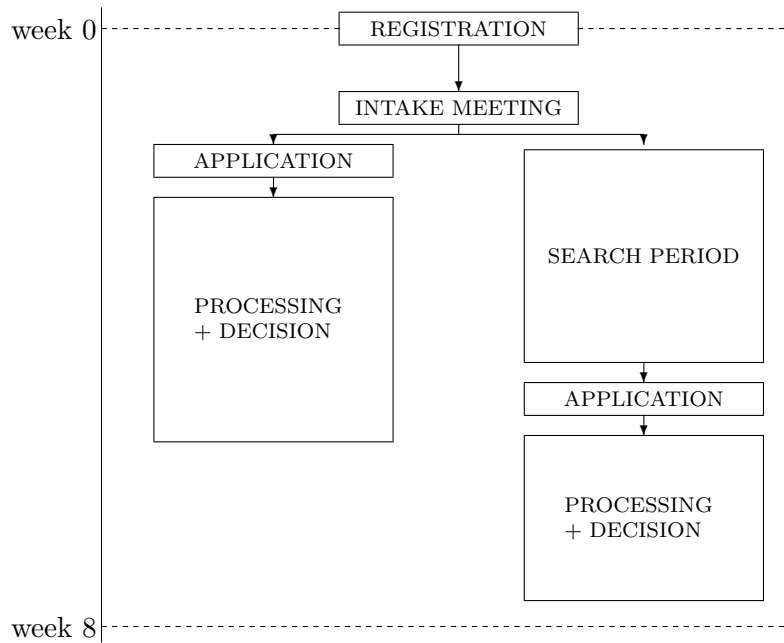 week 0
REGISTRATION
INTAKE MEETING
APPLICATION
PROCESSING
+ DECISION
SEARCH PERIOD
APPLICATION
PROCESSING
+ DECISION
week 8